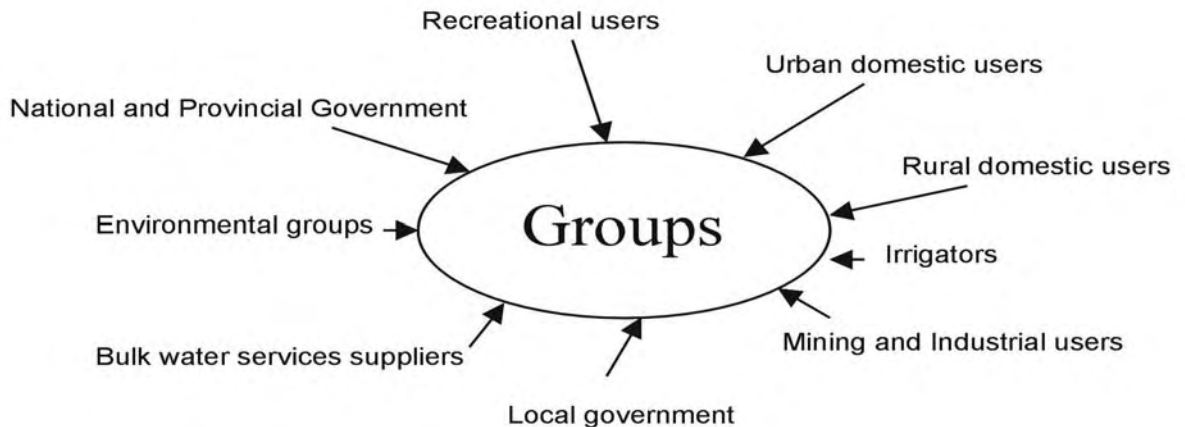 Recreational users
Urban domestic users
National and Provincial Government
Rural domestic users
Environmental groups
Groups
Irrigators
Mining and Industrial users
Bulk water services suppliers
Local government